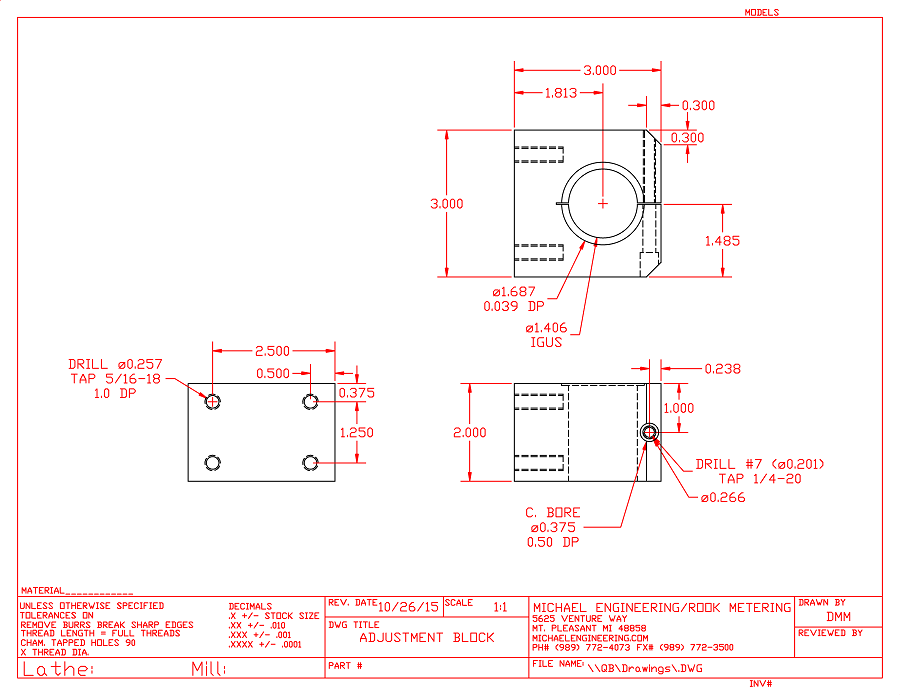 MODELS
3.000
1.813
0.300
0.300
3.000
1.485
ø1.687
0.039 DP
ø1.406
IGUS
2.500
DRILL ø0.257
TAP 5/16-18
1.0 DP
0.500
0.375
1.250
0.238
1.000
2.000
DRILL #7 (ø0.201)
TAP 1/4-20
ø0.266
C. BORE
ø0.375
0.50 DP
MATERIAL____________
UNLESS OTHERWISE SPECIFIED
TOLERANCES ON
REMOVE BURRS BREAK SHARP EDGES
THREAD LENGTH = FULL THREADS
CHAM. TAPPED HOLES 90
X THREAD DIA.
DECIMALS
.X +/- STOCK SIZE
.XX +/- .010
.XXX +/- .001
.XXXX +/- .0001
Lathe: Mill:
REV. DATE 10/26/15 SCALE 1:1
DWG TITLE
ADJUSTMENT BLOCK
PART #
MICHAEL ENGINEERING/ROOK METERING
5625 VENTURE WAY
MT. PLEASANT MI 48858
MICHAELENGINEERING.COM
PH# (989) 772-4073 FX# (989) 772-3500
FILE NAME: \\QB\Drawings\.DWG
DRAWN BY
DMM
REVIEWED BY
INV#